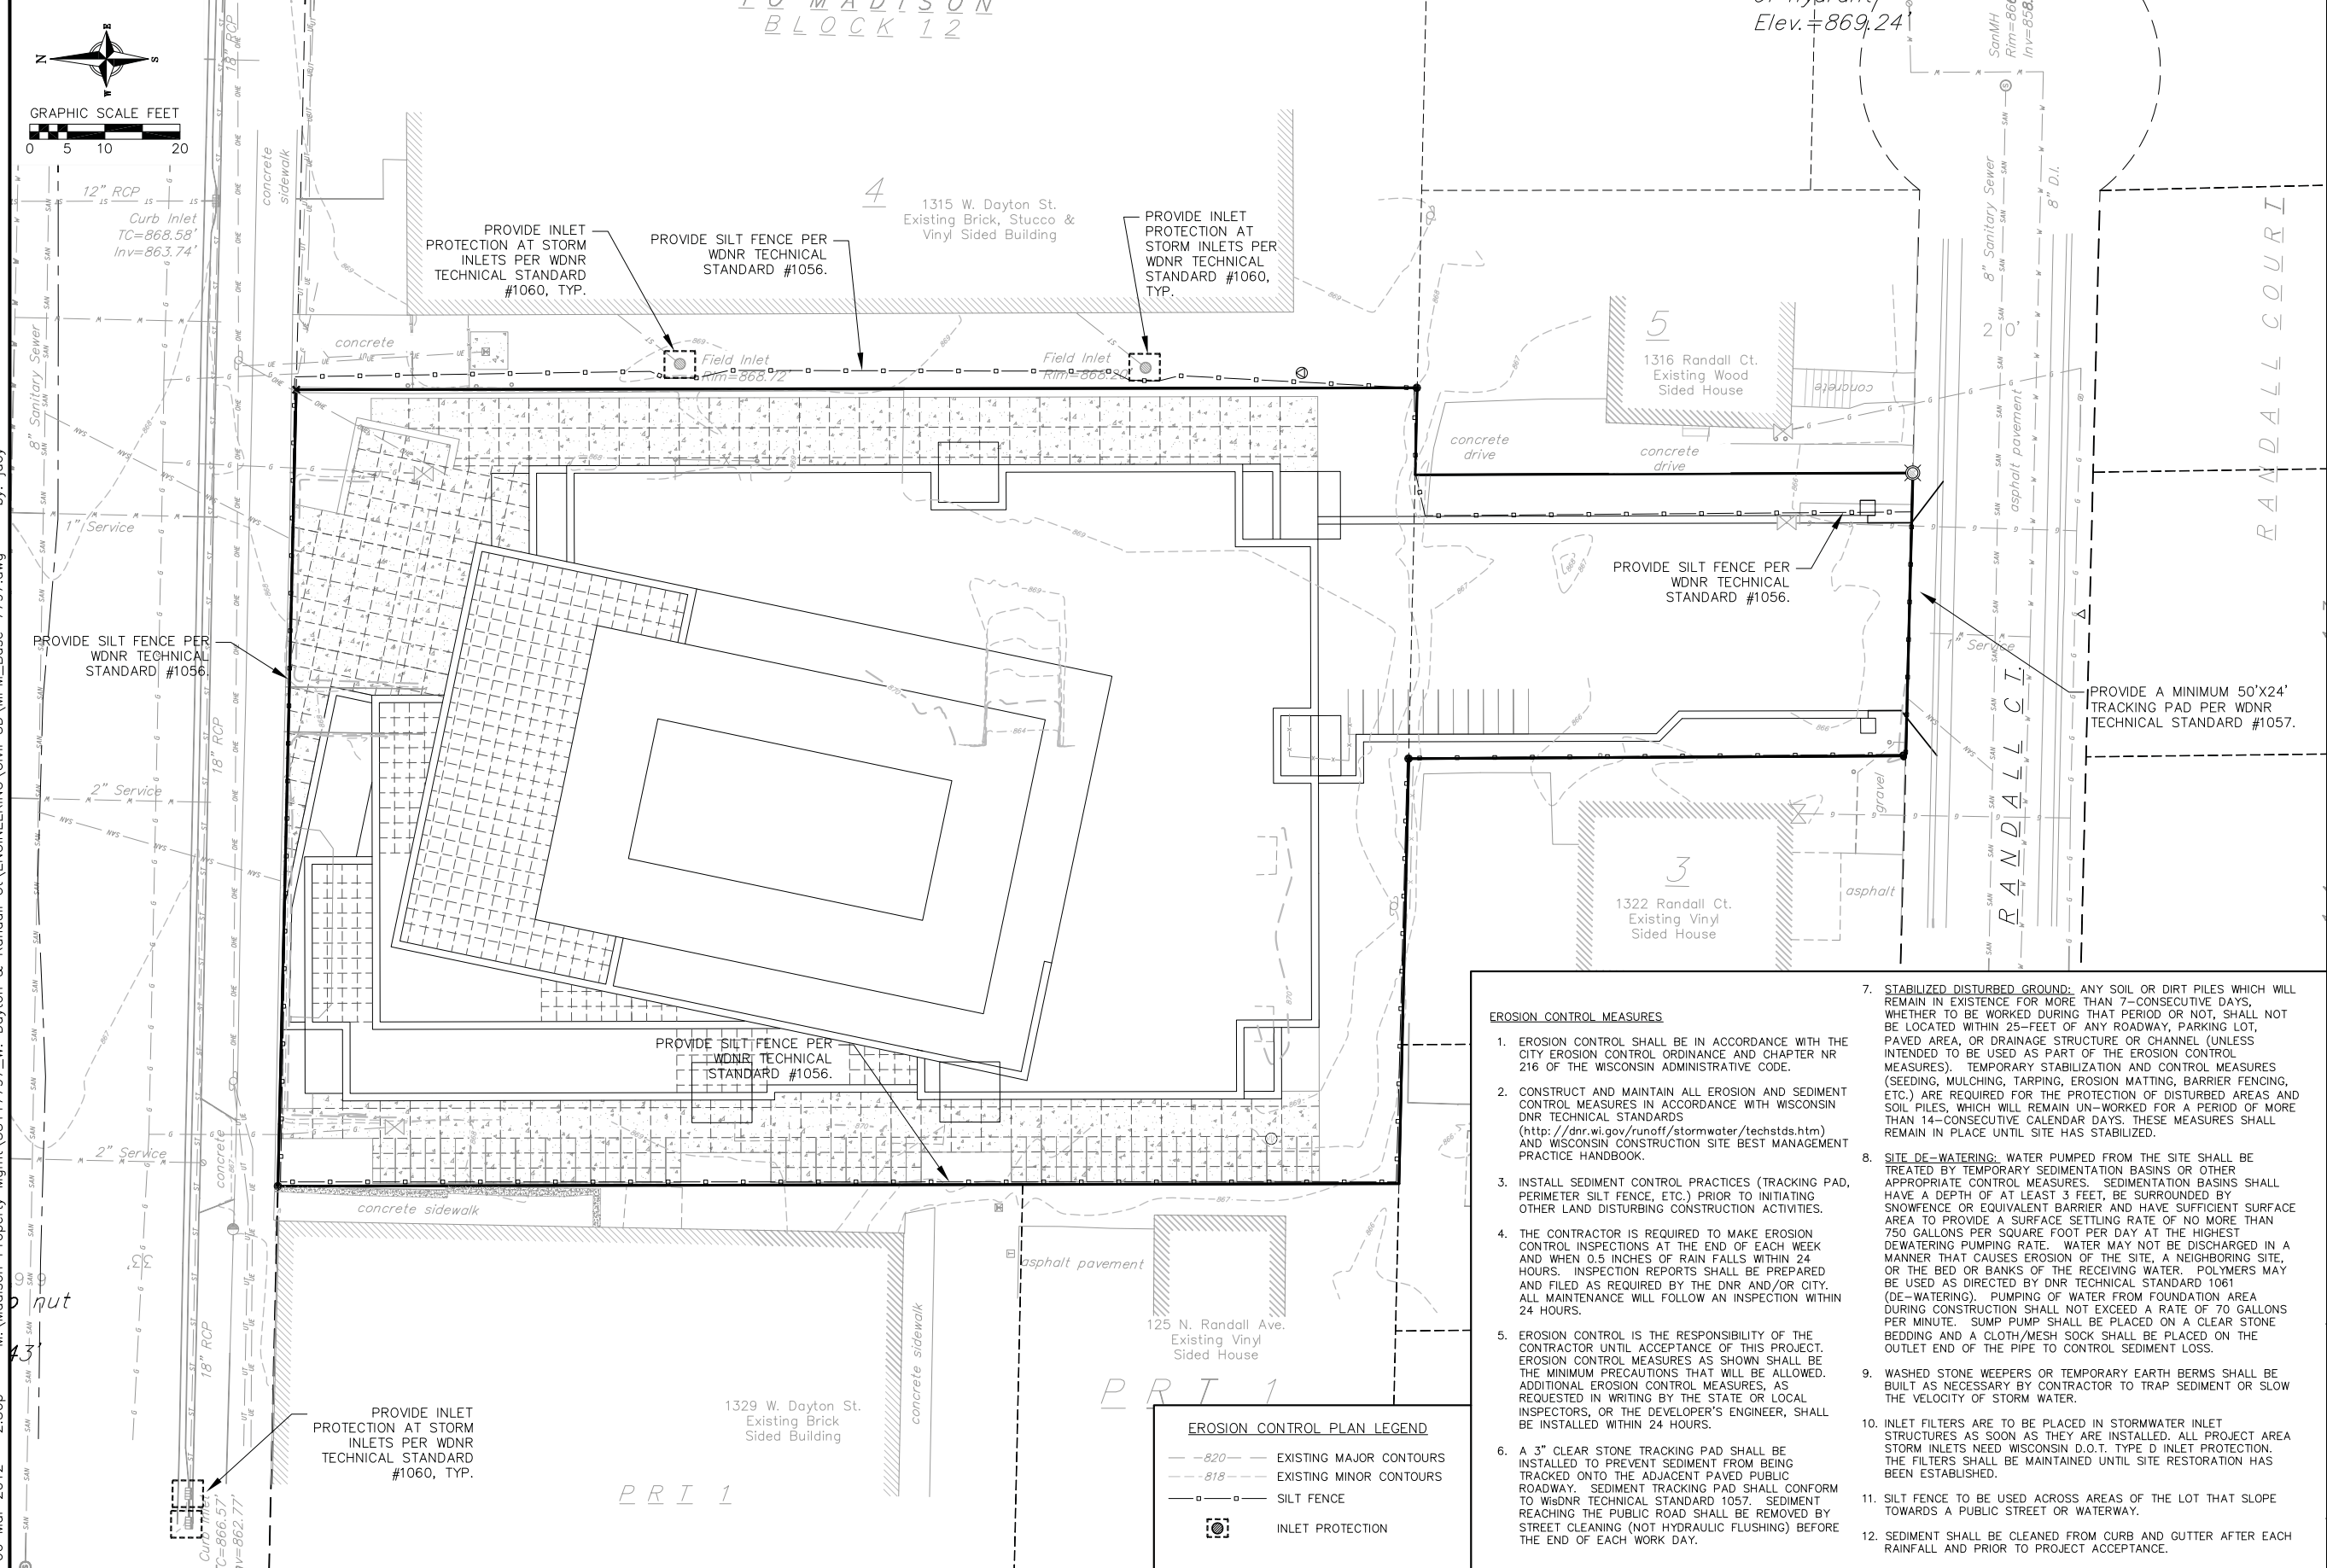 TO MADISON
BLOCK 12
of hydrant,
Elev.=869.24'
SanMH
N
E
S
W
GRAPHIC SCALE FEET
0 5 10 20
18" RCP
concrete
sidewalk
12" RCP
Curb Inlet
TC=868.58'
Inv=863.74'
8" Sanitary Sewer
4
1315 W. Dayton St.
Existing Brick, Stucco &
Vinyl Sided Building
PROVIDE INLET
PROTECTION AT STORM
INLETS PER WDNR
TECHNICAL STANDARD
#1060, TYP.
PROVIDE SILT FENCE PER
WDNR TECHNICAL
STANDARD #1056.
PROVIDE INLET
PROTECTION AT
STORM INLETS PER
WDNR TECHNICAL
STANDARD #1060,
TYP.
concrete
Field Inlet
Rim=868.72'
Field Inlet
5
1316 Randall Ct.
Existing Wood
Sided House
concrete
concrete
drive
concrete
drive
8" Sanitary Sewer
8" D.I.
20'
asphalt pavement
RANDALL COURT
1" Service
PROVIDE SILT FENCE PER
WDNR TECHNICAL
STANDARD #1056.
PROVIDE SILT FENCE PER
WDNR TECHNICAL
STANDARD #1056.
1" Service
RANDALL CT.
PROVIDE A MINIMUM 50'X24'
TRACKING PAD PER WDNR
TECHNICAL STANDARD #1057.
18" RCP
2" Service
gravel
asphalt
3
1322 Randall Ct.
Existing Vinyl
Sided House
PROVIDE SILT FENCE PER
WDNR TECHNICAL
STANDARD #1056.
2" Service
concrete
concrete sidewalk
33'
nut
43'
18" RCP
asphalt pavement
concrete sidewalk
125 N. Randall Ave.
Existing Vinyl
Sided House
PRT 1
1329 W. Dayton St.
Existing Brick
Sided Building
PRT 1
PROVIDE INLET
PROTECTION AT STORM
INLETS PER WDNR
TECHNICAL STANDARD
#1060, TYP.
Curb Inlet
TC=866.57'
Inv=862.77'
EROSION CONTROL PLAN LEGEND
820 EXISTING MAJOR CONTOURS
818 EXISTING MINOR CONTOURS
SILT FENCE
INLET PROTECTION
EROSION CONTROL MEASURES
1. EROSION CONTROL SHALL BE IN ACCORDANCE WITH THE
CITY EROSION CONTROL ORDINANCE AND CHAPTER NR
216 OF THE WISCONSIN ADMINISTRATIVE CODE.
2. CONSTRUCT AND MAINTAIN ALL EROSION AND SEDIMENT
CONTROL MEASURES IN ACCORDANCE WITH WISCONSIN
DNR TECHNICAL STANDARDS
(http://dnr.wi.gov/runoff/stormwater/techstds.htm)
AND WISCONSIN CONSTRUCTION SITE BEST MANAGEMENT
PRACTICE HANDBOOK.
3. INSTALL SEDIMENT CONTROL PRACTICES (TRACKING PAD,
PERIMETER SILT FENCE, ETC.) PRIOR TO INITIATING
OTHER LAND DISTURBING CONSTRUCTION ACTIVITIES.
4. THE CONTRACTOR IS REQUIRED TO MAKE EROSION
CONTROL INSPECTIONS AT THE END OF EACH WEEK
AND WHEN 0.5 INCHES OF RAIN FALLS WITHIN 24
HOURS. INSPECTION REPORTS SHALL BE PREPARED
AND FILED AS REQUIRED BY THE DNR AND/OR CITY.
ALL MAINTENANCE WILL FOLLOW AN INSPECTION WITHIN
24 HOURS.
5. EROSION CONTROL IS THE RESPONSIBILITY OF THE
CONTRACTOR UNTIL ACCEPTANCE OF THIS PROJECT.
EROSION CONTROL MEASURES AS SHOWN SHALL BE
THE MINIMUM PRECAUTIONS THAT WILL BE ALLOWED.
ADDITIONAL EROSION CONTROL MEASURES, AS
REQUESTED IN WRITING BY THE STATE OR LOCAL
INSPECTORS, OR THE DEVELOPER'S ENGINEER, SHALL
BE INSTALLED WITHIN 24 HOURS.
6. A 3" CLEAR STONE TRACKING PAD SHALL BE
INSTALLED TO PREVENT SEDIMENT FROM BEING
TRACKED ONTO THE ADJACENT PAVED PUBLIC
ROADWAY. SEDIMENT TRACKING PAD SHALL CONFORM
TO WisDNR TECHNICAL STANDARD 1057. SEDIMENT
REACHING THE PUBLIC ROAD SHALL BE REMOVED BY
STREET CLEANING (NOT HYDRAULIC FLUSHING) BEFORE
THE END OF EACH WORK DAY.
7. STABILIZED DISTURBED GROUND: ANY SOIL OR DIRT PILES WHICH WILL
REMAIN IN EXISTENCE FOR MORE THAN 7-CONSECUTIVE DAYS,
WHETHER TO BE WORKED DURING THAT PERIOD OR NOT, SHALL NOT
BE LOCATED WITHIN 25-FEET OF ANY ROADWAY, PARKING LOT,
PAVED AREA, OR DRAINAGE STRUCTURE OR CHANNEL (UNLESS
INTENDED TO BE USED AS PART OF THE EROSION CONTROL
MEASURES). TEMPORARY STABILIZATION AND CONTROL MEASURES
(SEEDING, MULCHING, TARPING, EROSION MATTING, BARRIER FENCING,
ETC.) ARE REQUIRED FOR THE PROTECTION OF DISTURBED AREAS AND
SOIL PILES, WHICH WILL REMAIN UN-WORKED FOR A PERIOD OF MORE
THAN 14-CONSECUTIVE CALENDAR DAYS. THESE MEASURES SHALL
REMAIN IN PLACE UNTIL SITE HAS STABILIZED.
8. SITE DE-WATERING: WATER PUMPED FROM THE SITE SHALL BE
TREATED BY TEMPORARY SEDIMENTATION BASINS OR OTHER
APPROPRIATE CONTROL MEASURES. SEDIMENTATION BASINS SHALL
HAVE A DEPTH OF AT LEAST 3 FEET, BE SURROUNDED BY
SNOWFENCE OR EQUIVALENT BARRIER AND HAVE SUFFICIENT SURFACE
AREA TO PROVIDE A SURFACE SETTLING RATE OF NO MORE THAN
750 GALLONS PER SQUARE FOOT PER DAY AT THE HIGHEST
DEWATERING PUMPING RATE. WATER MAY NOT BE DISCHARGED IN A
MANNER THAT CAUSES EROSION OF THE SITE, A NEIGHBORING SITE,
OR THE BED OR BANKS OF THE RECEIVING WATER. POLYMERS MAY
BE USED AS DIRECTED BY DNR TECHNICAL STANDARD 1061
(DE-WATERING). PUMPING OF WATER FROM FOUNDATION AREA
DURING CONSTRUCTION SHALL NOT EXCEED A RATE OF 70 GALLONS
PER MINUTE. SUMP PUMP SHALL BE PLACED ON A CLEAR STONE
BEDDING AND A CLOTH/MESH SOCK SHALL BE PLACED ON THE
OUTLET END OF THE PIPE TO CONTROL SEDIMENT LOSS.
9. WASHED STONE WEEPERS OR TEMPORARY EARTH BERMS SHALL BE
BUILT AS NECESSARY BY CONTRACTOR TO TRAP SEDIMENT OR SLOW
THE VELOCITY OF STORM WATER.
10. INLET FILTERS ARE TO BE PLACED IN STORMWATER INLET
STRUCTURES AS SOON AS THEY ARE INSTALLED. ALL PROJECT AREA
STORM INLETS NEED WISCONSIN D.O.T. TYPE D INLET PROTECTION.
THE FILTERS SHALL BE MAINTAINED UNTIL SITE RESTORATION HAS
BEEN ESTABLISHED.
11. SILT FENCE TO BE USED ACROSS AREAS OF THE LOT THAT SLOPE
TOWARDS A PUBLIC STREET OR WATERWAY.
12. SEDIMENT SHALL BE CLEANED FROM CURB AND GUTTER AFTER EACH
RAINFALL AND PRIOR TO PROJECT ACCEPTANCE.